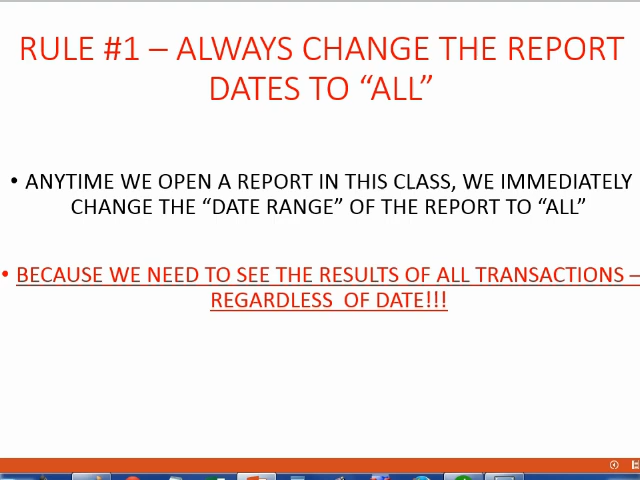 RULE #1 – ALWAYS CHANGE THE REPORT
DATES TO “ALL”
• ANYTIME WE OPEN A REPORT IN THIS CLASS, WE IMMEDIATELY
CHANGE THE “DATE RANGE” OF THE REPORT TO “ALL”
• BECAUSE WE NEED TO SEE THE RESULTS OF ALL TRANSACTIONS –
REGARDLESS OF DATE!!!